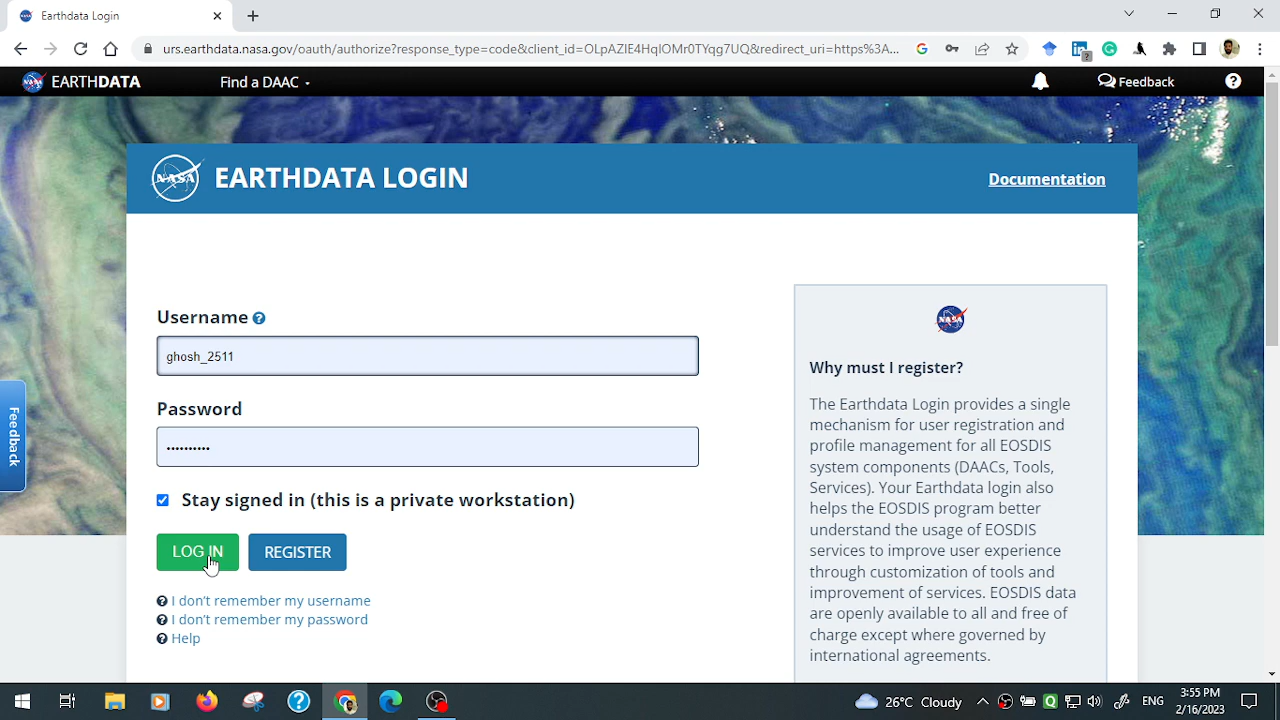 Earthdata Login
urs.earthdata.nasa.gov/oauth/authorize?response_type=code&client_id=OLpAZIE4HqIOMr0TYqg7UQ&redirect_uri=https%3A...
EARTHDATA
Find a DAAC
Feedback
NASA
EARTHDATA LOGIN
Documentation
Username
ghosh_2511
Password
Stay signed in (this is a private workstation)
LOG IN
REGISTER
I don't remember my username
I don't remember my password
Help
Feedback
NASA
Why must I register?
The Earthdata Login provides a single
mechanism for user registration and
profile management for all EOSDIS
system components (DAACs, Tools,
Services). Your Earthdata login also
helps the EOSDIS program better
understand the usage of EOSDIS
services to improve user experience
through customization of tools and
improvement of services. EOSDIS data
are openly available to all and free of
charge except where governed by
international agreements.
26°C Cloudy
ENG
3:55 PM
2/16/2023